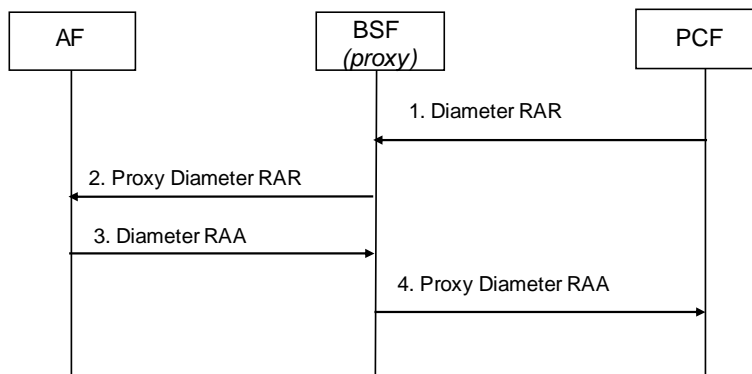 AF
BSF
(proxy)
PCF
1. Diameter RAR
2. Proxy Diameter RAR
3. Diameter RAA
4. Proxy Diameter RAA